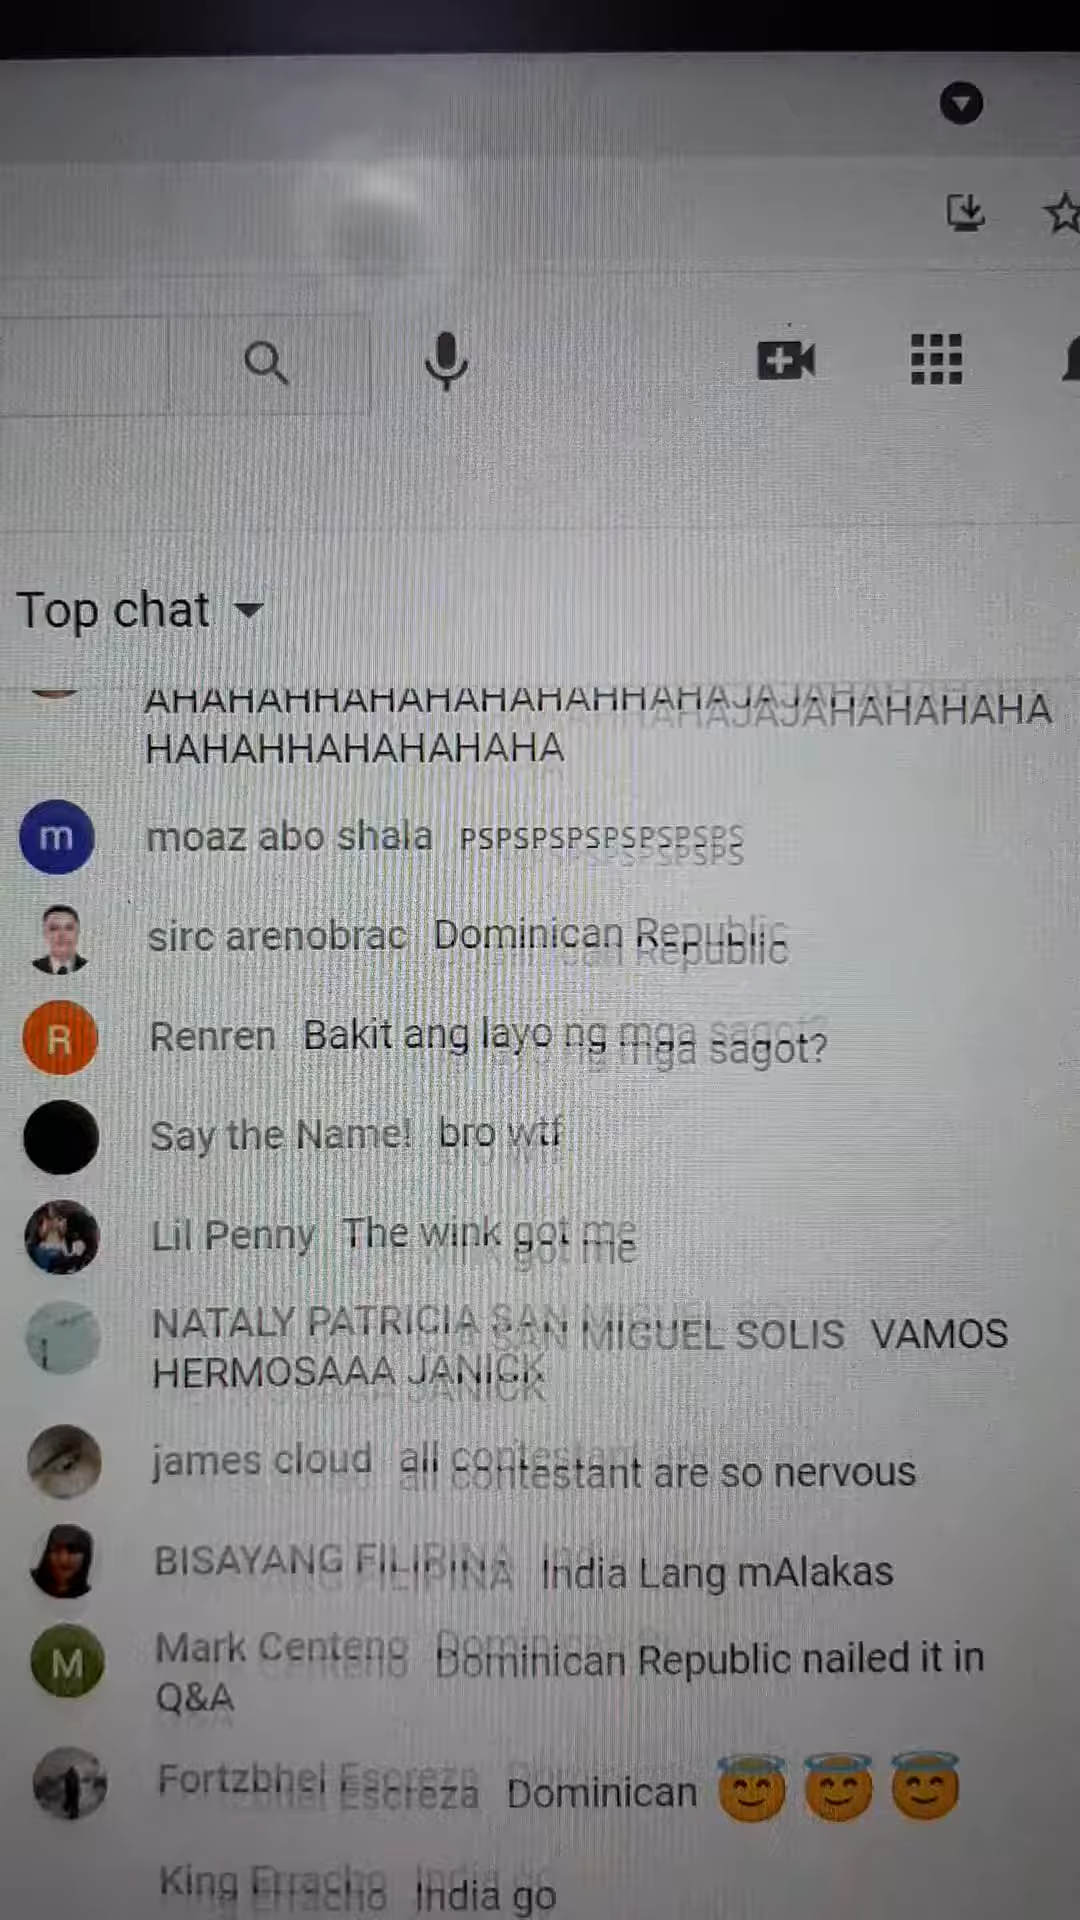 Top chat
AHAHAHHAHAHAHAHAHHAHAJAJAHAHAHAHA
HAHAHHAHAHAHAHA
m moaz abo shala PSPSPSPSPSPSPSPS
sirc arenobrac Dominican Republic
R Renren Bakit ang layo ng mga sagot?
Say the Name! bro wtf
Lil Penny The wink got me
NATALY PATRICIA SAN MIGUEL SOLIS VAMOS
HERMOSAAA JANICK
james cloud all contestant are so nervous
BISAYANG FILIPINA India Lang mAlakas
M Mark Centeng Dominican Republic nailed it in
Q&A
Fortzbhel Escreza Dominican 😇😇😇
King India go